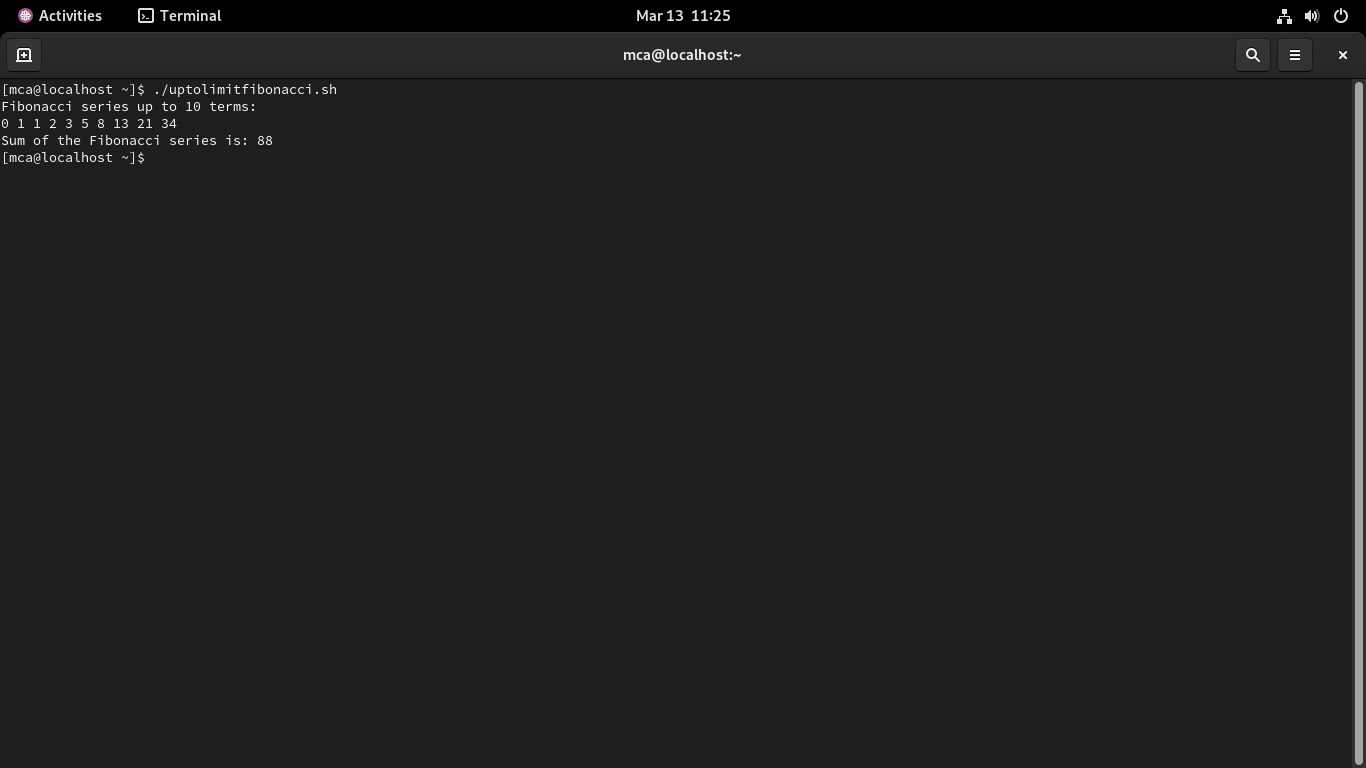 Activities Terminal Mar 13 11:25
mca@localhost:~
[mca@localhost ~]$ ./uptolimitfibonacci.sh
Fibonacci series up to 10 terms:
0 1 1 2 3 5 8 13 21 34
Sum of the Fibonacci series is: 88
[mca@localhost ~]$